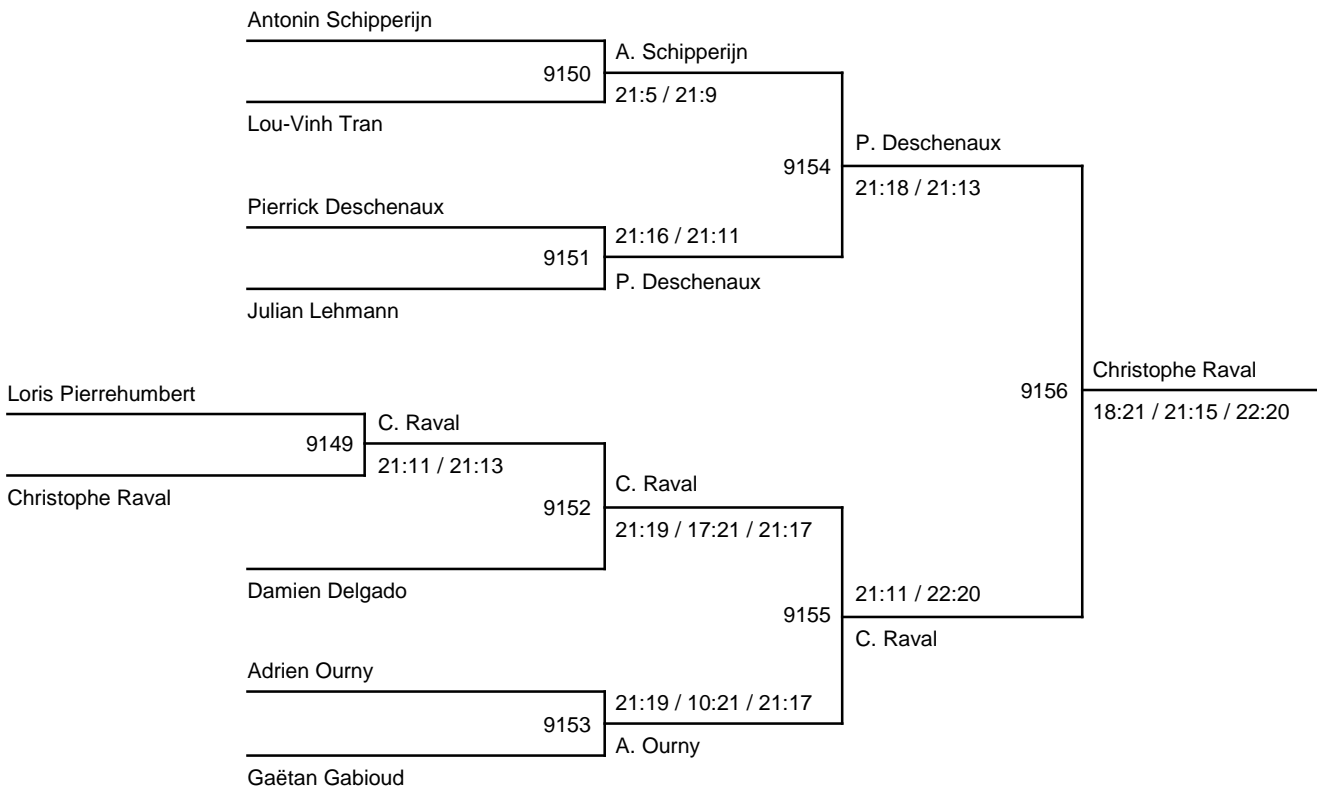 Antonin Schipperijn
A. Schipperijn
9150
21:5 / 21:9
Lou-Vinh Tran
P. Deschenaux
9154
21:18 / 21:13
Pierrick Deschenaux
21:16 / 21:11
9151
P. Deschenaux
Julian Lehmann
Christophe Raval
9156
18:21 / 21:15 / 22:20
Loris Pierrehumbert
C. Raval
9149
21:11 / 21:13
Christophe Raval
C. Raval
9152
21:19 / 17:21 / 21:17
Damien Delgado
21:11 / 22:20
9155
C. Raval
Adrien Ourny
21:19 / 10:21 / 21:17
9153
A. Ourny
Gaëtan Gabioud